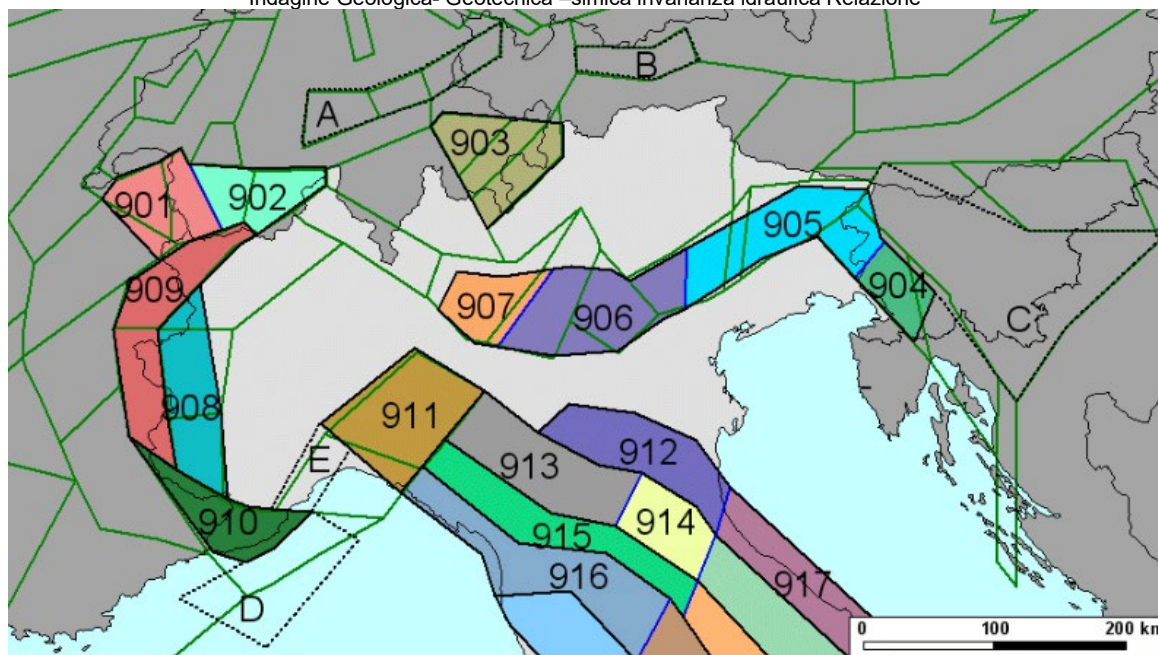 Indagine Geologica- Geotecnica –simica invarianza idraulica Relazione
A
B
903
901
902
905
904
909
C
907
906
908
911
E
912
913
914
910
915
916
917
D
0 100 200 km